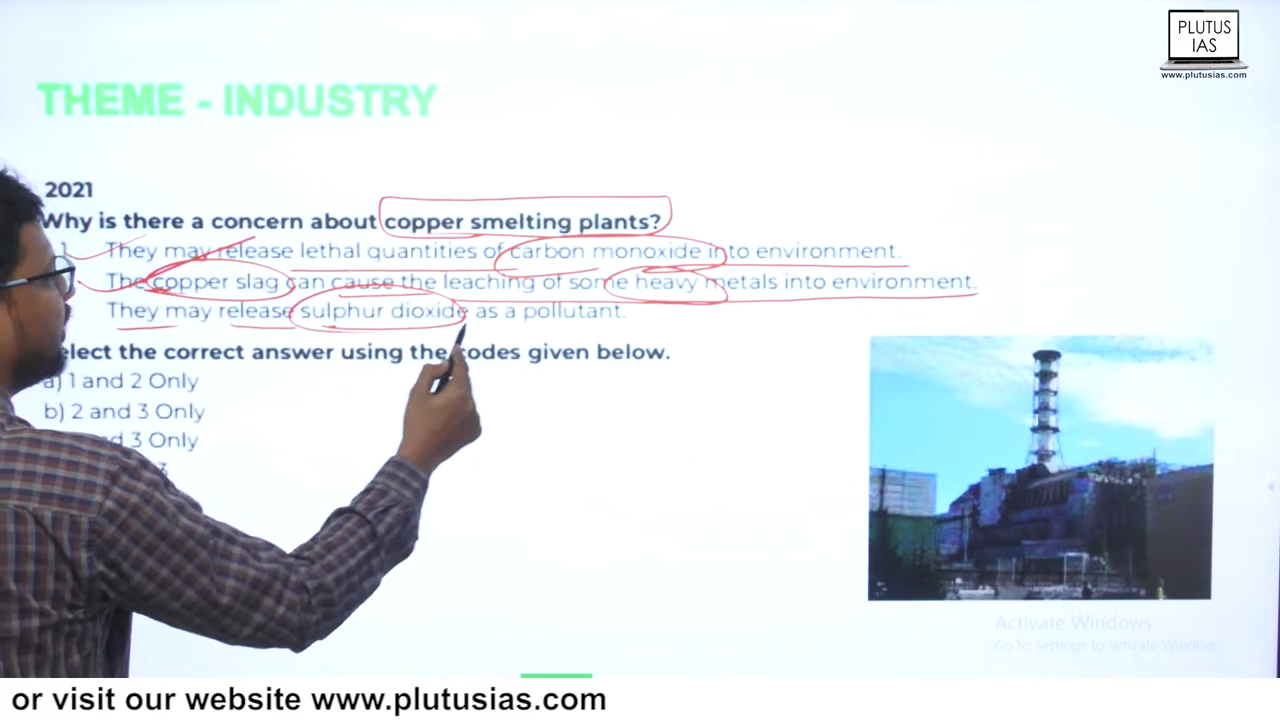 PLUTUS
IAS
www.plutusias.com
THEME - INDUSTRY
2021
Why is there a concern about copper smelting plants?
They may release lethal quantities of carbon monoxide into environment.
The copper slag can cause the leaching of some heavy metals into environment.
They may release sulphur dioxide as a pollutant.
elect the correct answer using the codes given below.
a) 1 and 2 Only
b) 2 and 3 Only
d 3 Only
3
Activate Windows
Go to Settings to activate Windows
or visit our website www.plutusias.com